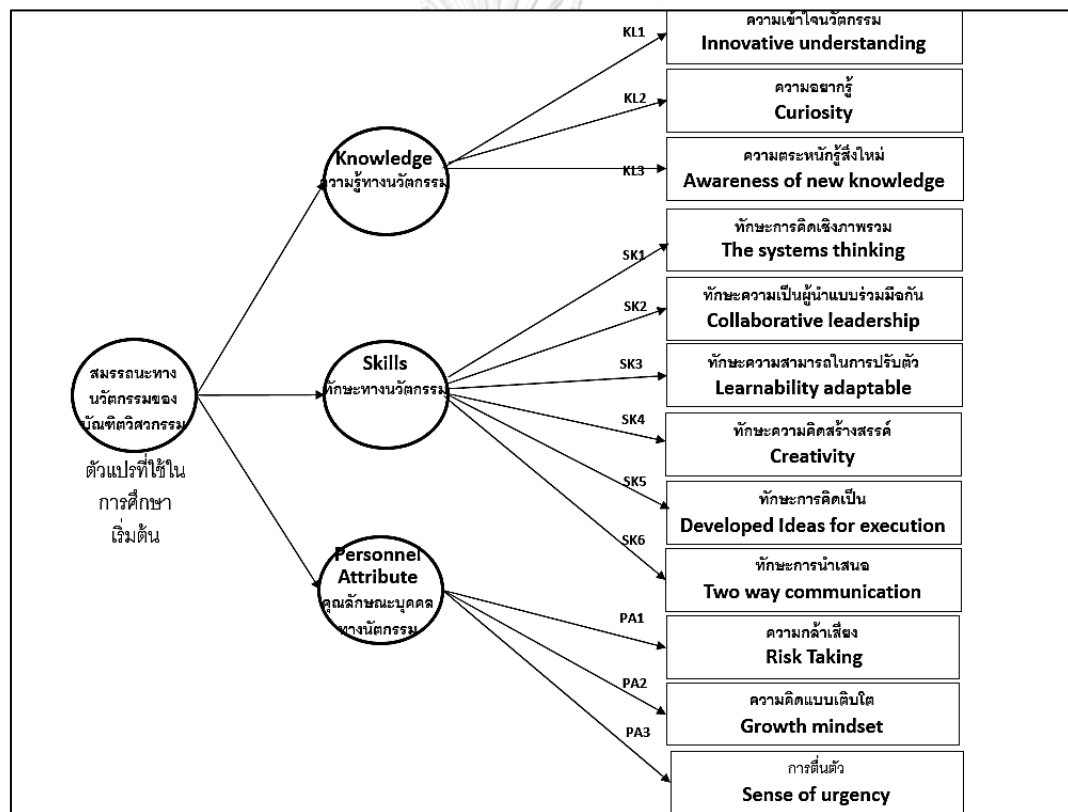 ความเข้าใจนวัตกรรม
KL1
Innovative understanding
ความอยากรู้
KL2
Curiosity
Knowledge
ความรู้ทางนวัตกรรม
ความตระหนักรู้สิ่งใหม่
KL3
Awareness of new knowledge
ทักษะการคิดเชิงภาพรวม
SK1
The systems thinking
ทักษะความเป็นผู้นำแบบร่วมมือกัน
SK2
Collaborative leadership
Skills
ทักษะทางนวัตกรรม
SK3
ทักษะความสามารถในการปรับตัว
Learnability adaptable
สมรรถนะทาง
นวัตกรรมของ
บัณฑิตวิศวกรรม
ตัวแปรที่ใช้ใน
การศึกษา
เริ่มต้น
SK4
ทักษะความคิดสร้างสรรค์
Creativity
SK5
ทักษะการคิดเป็น
Developed Ideas for execution
SK6
ทักษะการนำเสนอ
Two way communication
Personnel
Attribute
คุณลักษณะบุคคล
ทางนัตกรรม
PA1
ความกล้าเสี่ยง
Risk Taking
PA2
ความคิดแบบเติบโต
Growth mindset
PA3
การตื่นตัว
Sense of urgency